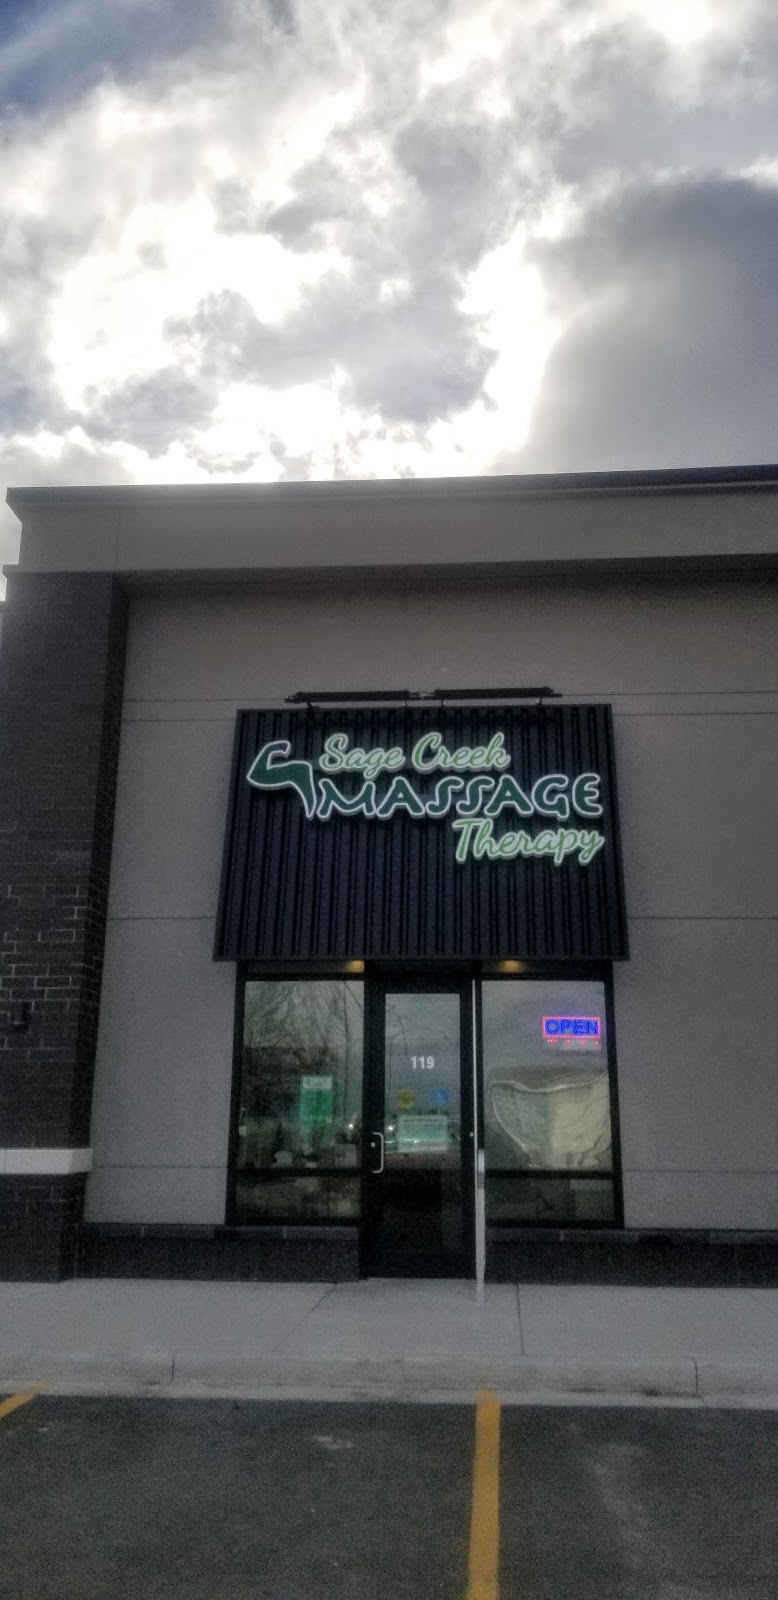 Sage Creek
MASSAGE
Therapy
OPEN
119